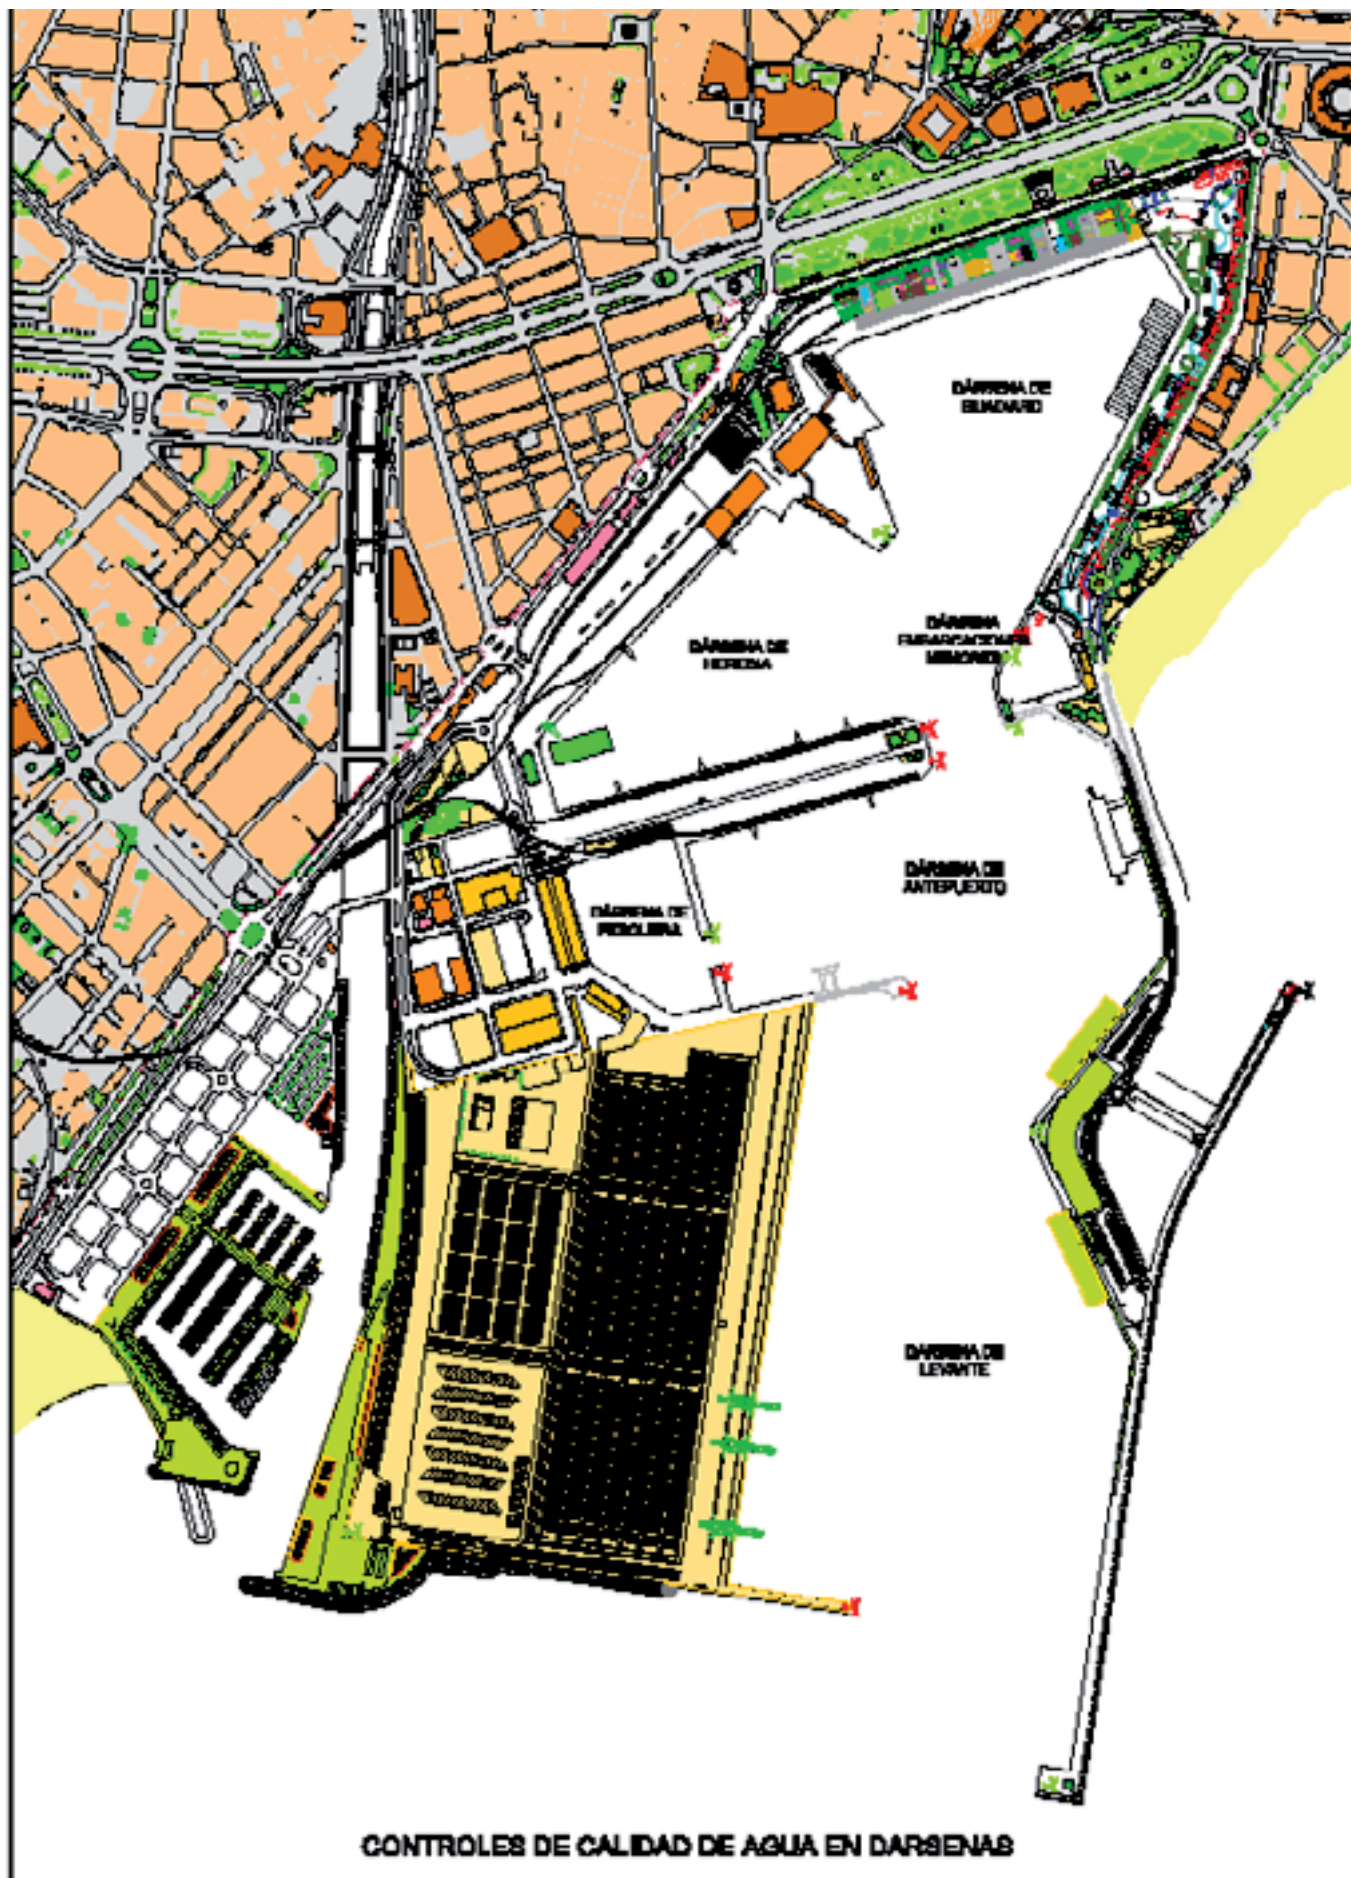 DÁRSENA DE
GUADIARO
DÁRSENA
EMBARCACIONES
MENORES
DÁRSENA DE
HEREDIA
DÁRSENA DE
ANTEPUERTO
DÁRSENA DE
PESQUERA
DÁRSENA DE
LEVANTE
CONTROLES DE CALIDAD DE AGUA EN DARSENAS